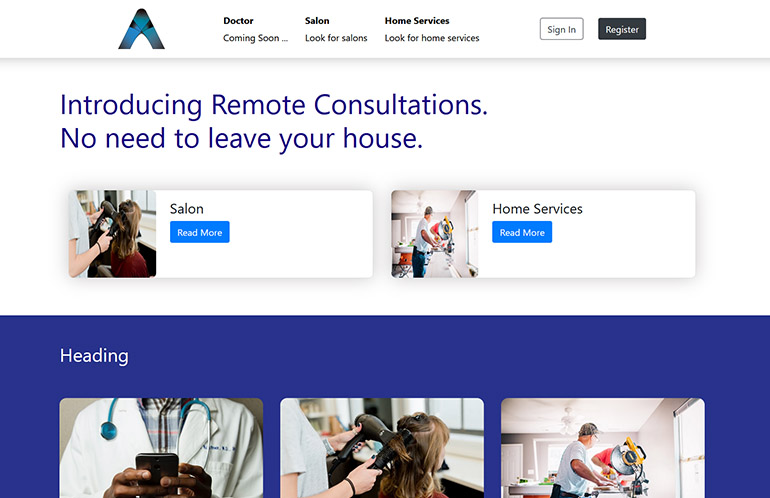 Doctor
Coming Soon ...
Salon
Look for salons
Home Services
Look for home services
Sign In
Register
Introducing Remote Consultations.
No need to leave your house.
Salon
Read More
Home Services
Read More
Heading